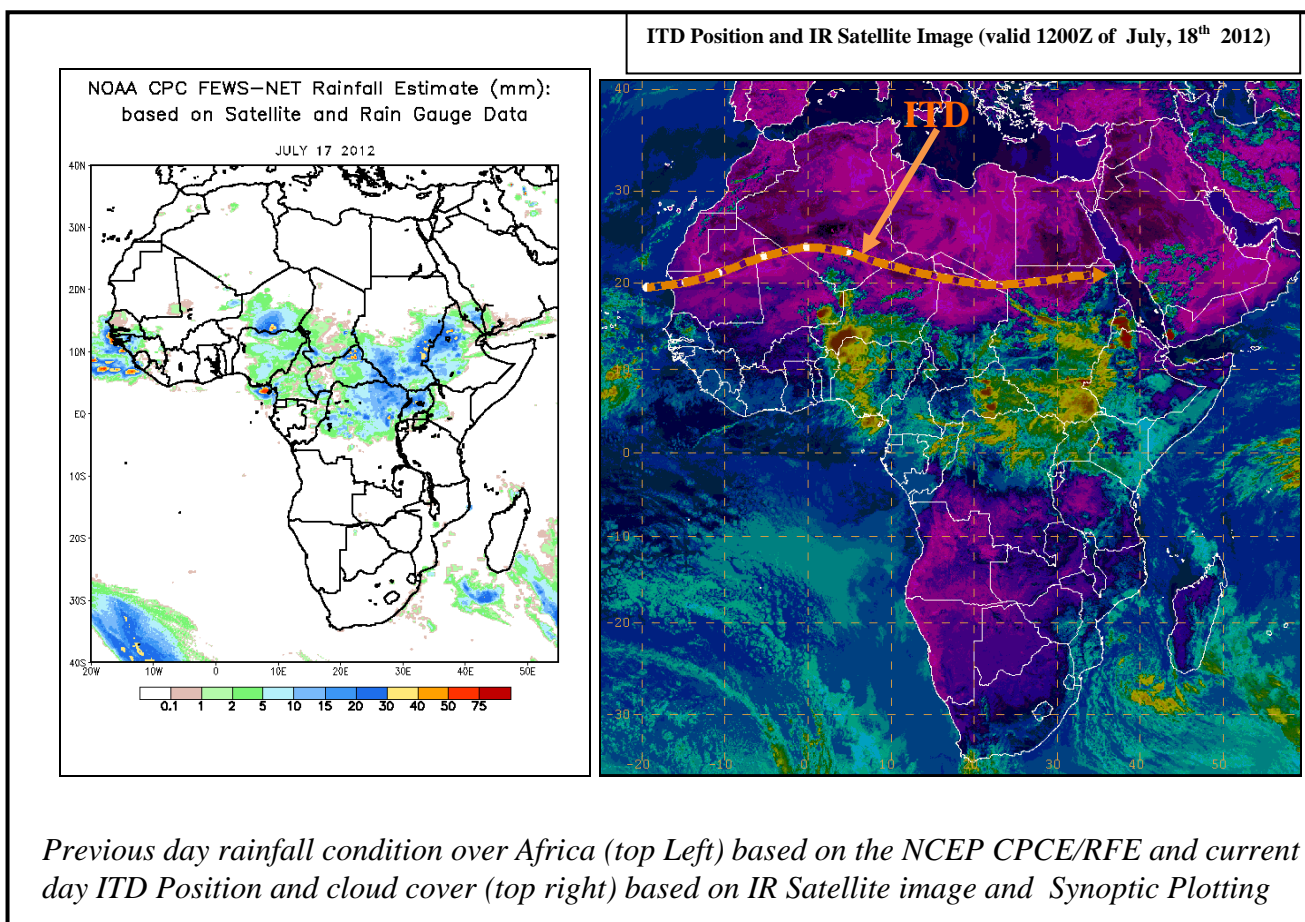 ITD Position and IR Satellite Image (valid 1200Z of July, 18th 2012)
NOAA CPC FEWS-NET Rainfall Estimate (mm):
based on Satellite and Rain Gauge Data
JULY 17 2012
40N
30N
20N
10N
EQ
10S
20S
30S
40S
20W 10W 0 10E 20E 30E 40E 50E
0.1 1 2 5 10 15 20 30 40 50 75
ITD
40
30
20
10
0
-10
-20
-30
-20 -10 0 10 20 30 40 50
Previous day rainfall condition over Africa (top Left) based on the NCEP CPCE/RFE and current
day ITD Position and cloud cover (top right) based on IR Satellite image and Synoptic Plotting